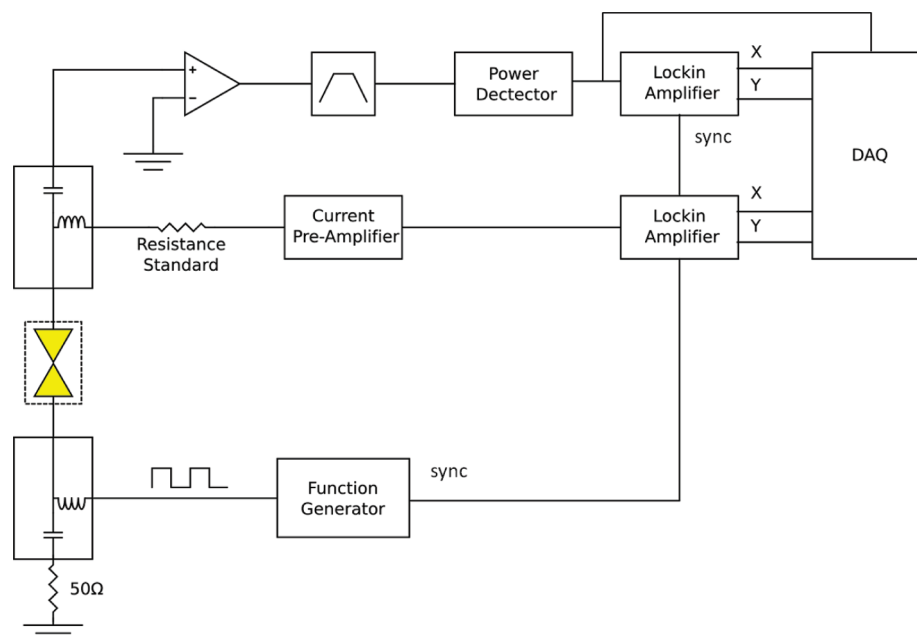 +
−
Power
Dectector
Lockin
Amplifier
X
Y
sync
DAQ
Resistance
Standard
Current
Pre-Amplifier
Lockin
Amplifier
X
Y
Function
Generator
sync
50Ω